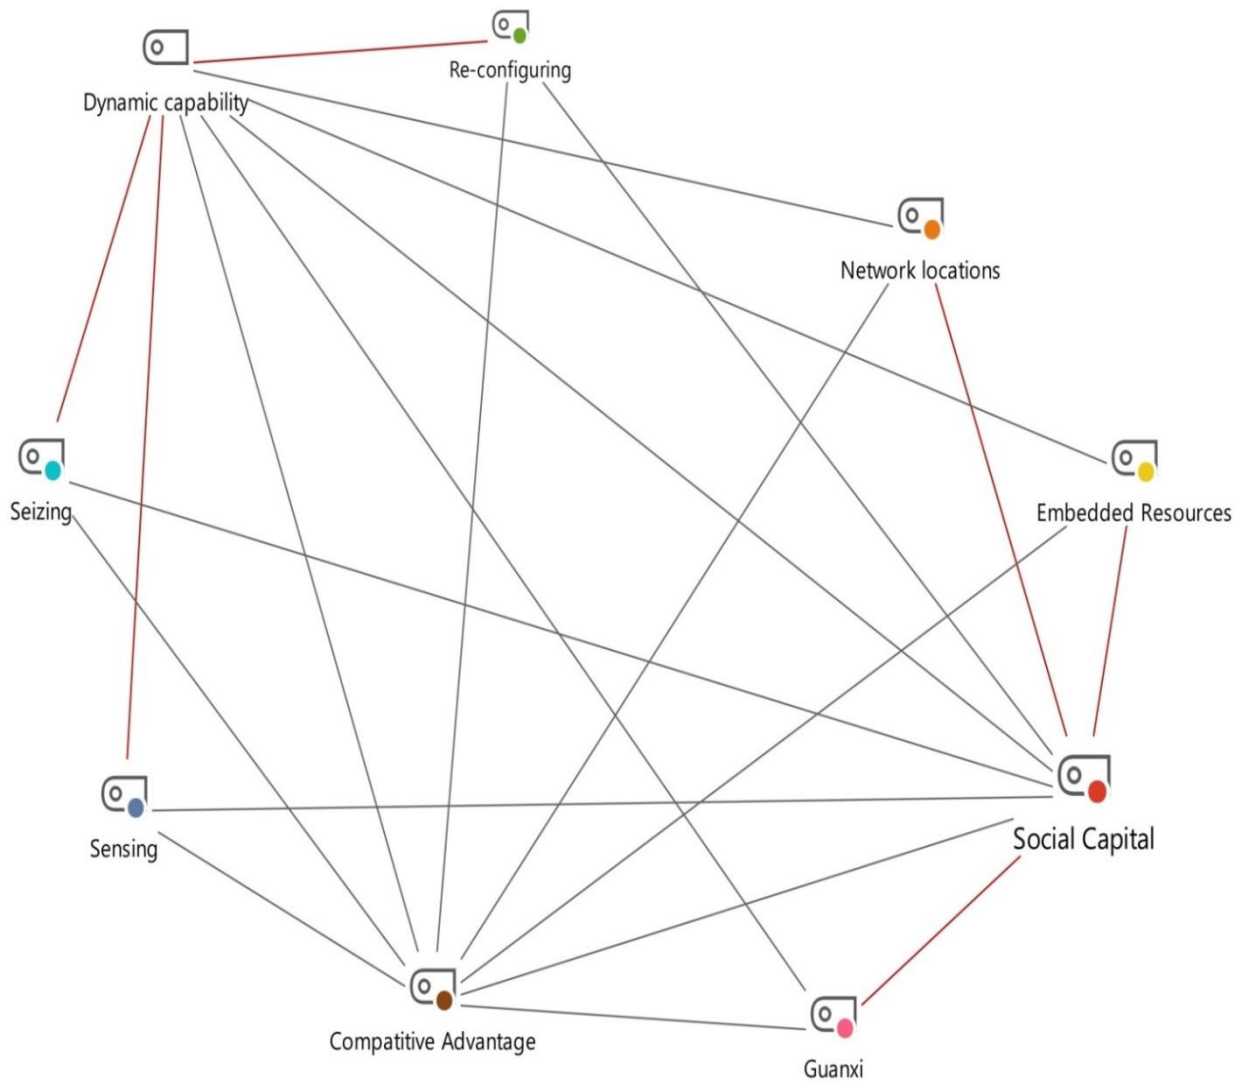 Re-configuring
Dynamic capability
Network locations
Seizing
Embedded Resources
Social Capital
Sensing
Compatitive Advantage
Guanxi